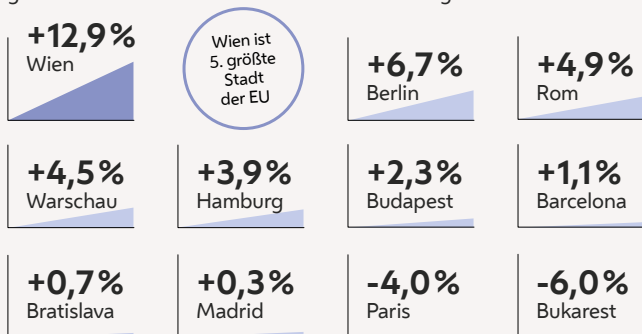 +12,9%
Wien
Wien ist
5. größte
Stadt
der EU
+6,7%
Berlin
+4,9%
Rom
+4,5%
Warschau
+3,9%
Hamburg
+2,3%
Budapest
+1,1%
Barcelona
+0,7%
Bratislava
+0,3%
Madrid
-4,0%
Paris
-6,0%
Bukarest